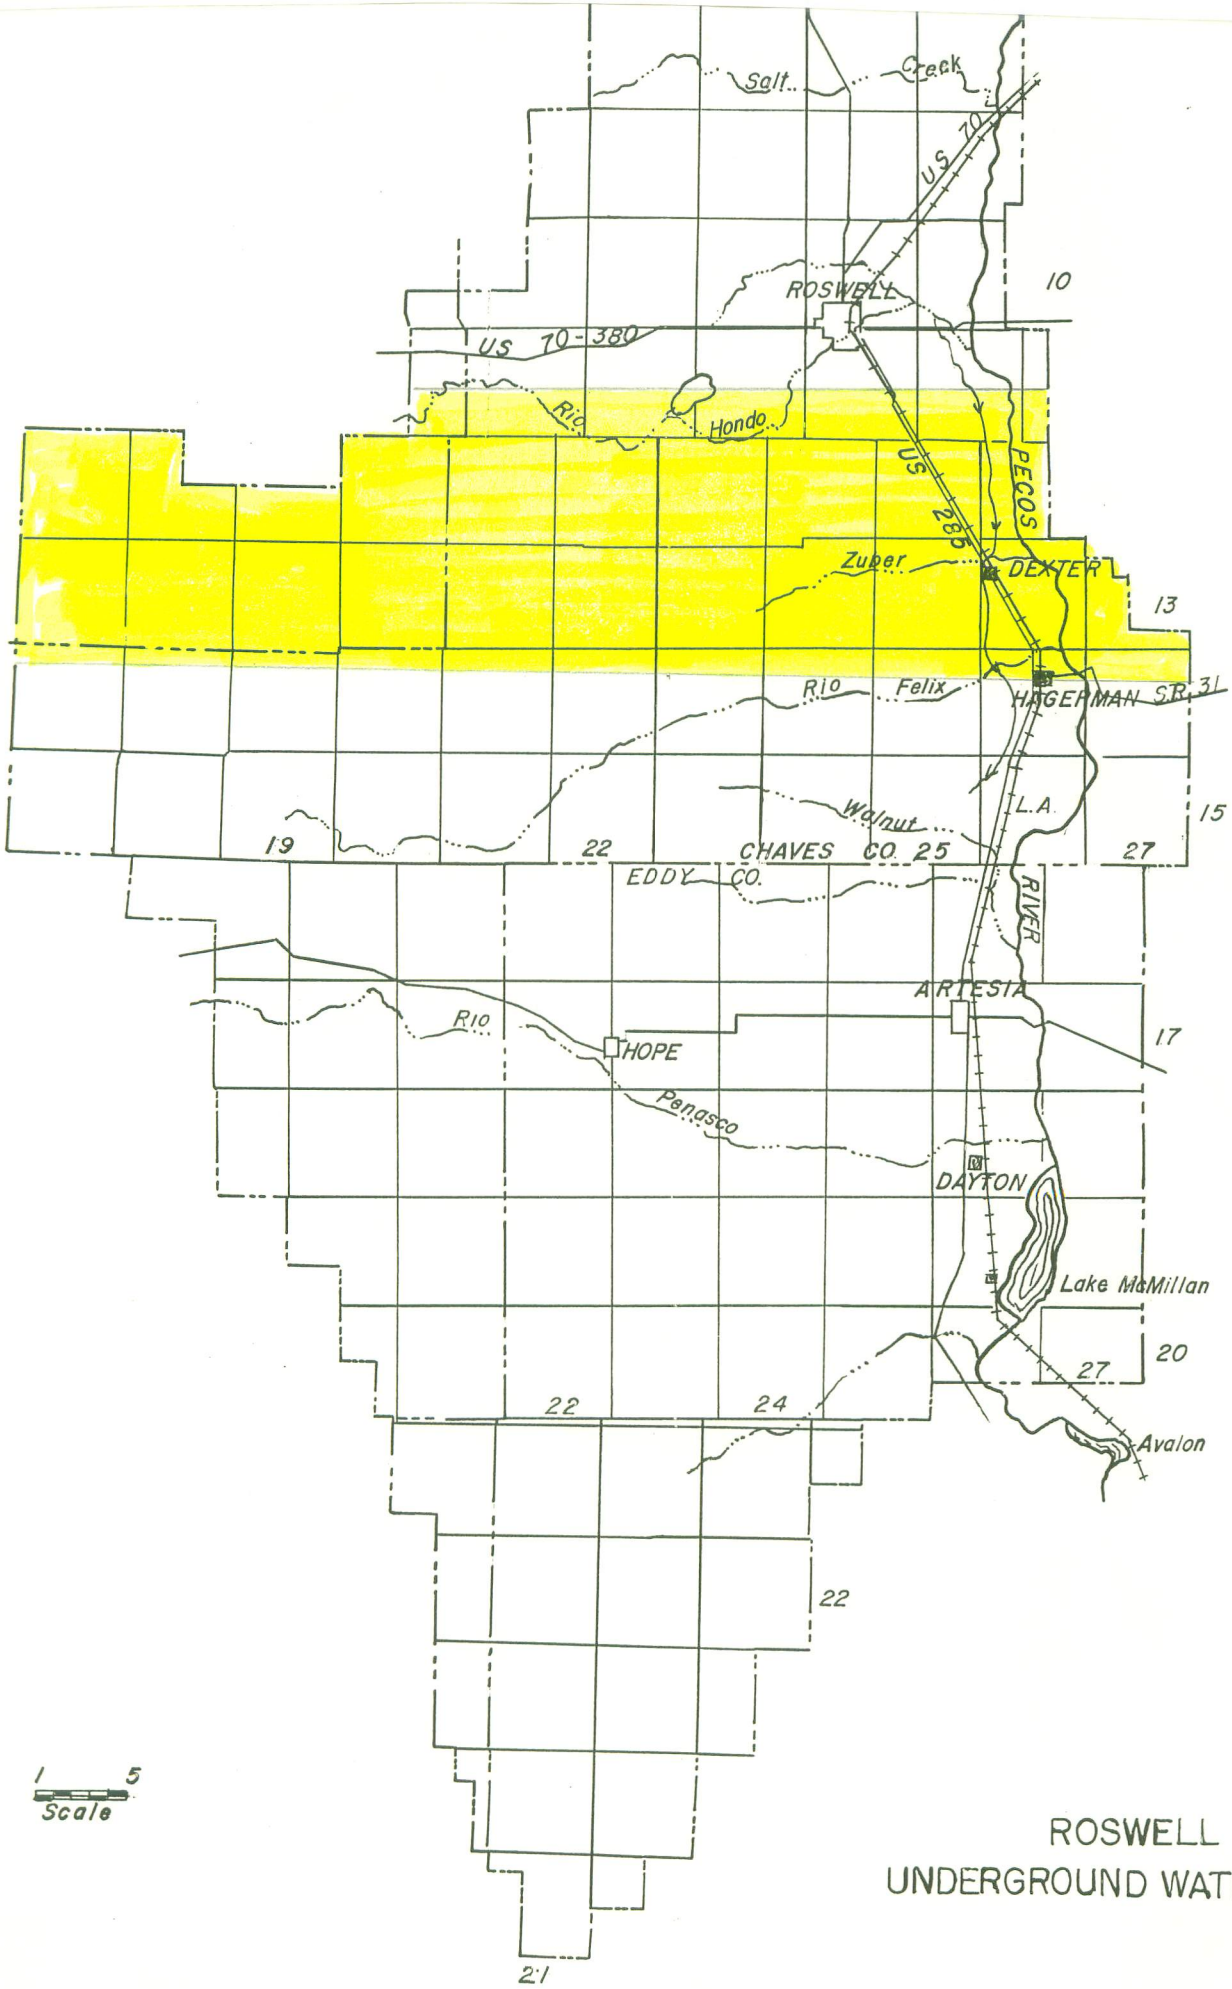 Salt
Creek
US 70
10
ROSWELL
US 70-380
Rio Hondo
US 285
PECOS
Zuber
DEXTER
13
Rio Felix
HAGERMAN
S.R. 31
L.A.
Walnut
15
19
22
CHAVES CO.
25
27
EDDY CO.
RIVER
ARTESIA
17
RIO
HOPE
Penasco
DAYTON
Lake McMillan
20
27
22
24
Avalon
22
1 5
Scale
ROSWELL
UNDERGROUND WAT
21